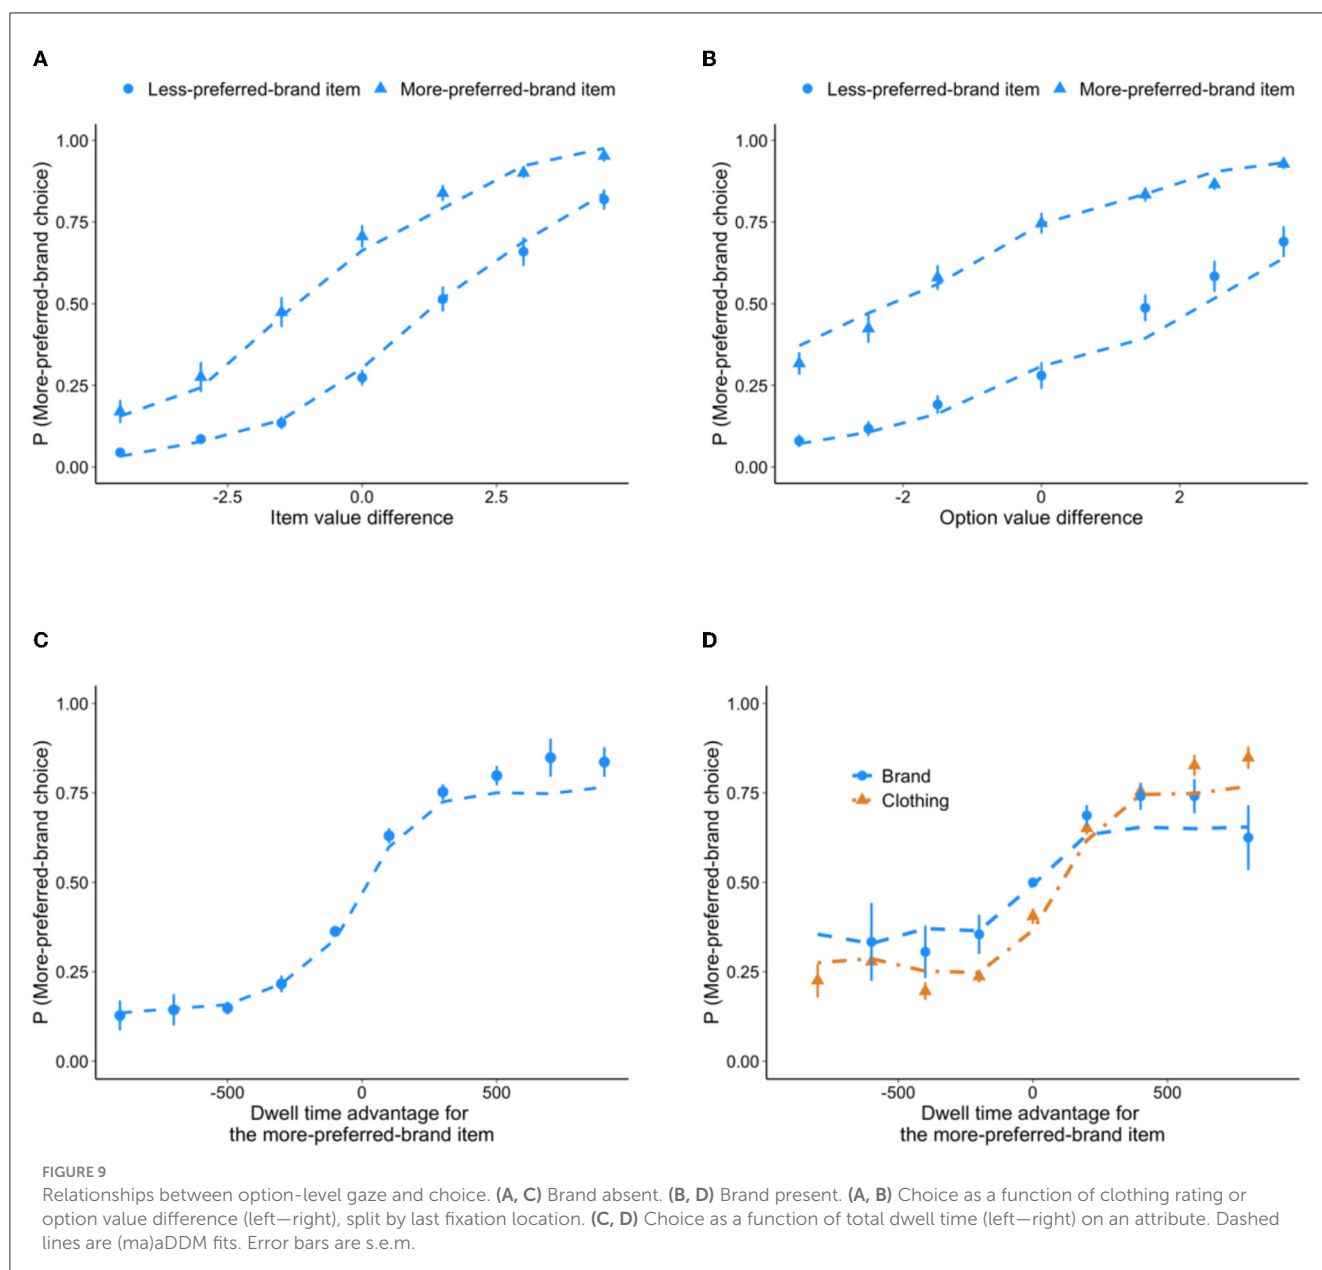 A
Less-preferred-brand item
More-preferred-brand item
P (More-preferred-brand choice)
1.00
0.75
0.50
0.25
0.00
-2.5
0.0
2.5
Item value difference
B
Less-preferred-brand item
More-preferred-brand item
P (More-preferred-brand choice)
1.00
0.75
0.50
0.25
0.00
-2
0
2
Option value difference
C
P (More-preferred-brand choice)
1.00
0.75
0.50
0.25
0.00
-500
0
500
Dwell time advantage for
the more-preferred-brand item
D
Brand
Clothing
P (More-preferred-brand choice)
1.00
0.75
0.50
0.25
0.00
-500
0
500
Dwell time advantage for
the more-preferred-brand item
FIGURE 9
Relationships between option-level gaze and choice. (A, C) Brand absent. (B, D) Brand present. (A, B) Choice as a function of clothing rating or
option value difference (left—right), split by last fixation location. (C, D) Choice as a function of total dwell time (left—right) on an attribute. Dashed
lines are (ma)aDDM fits. Error bars are s.e.m.